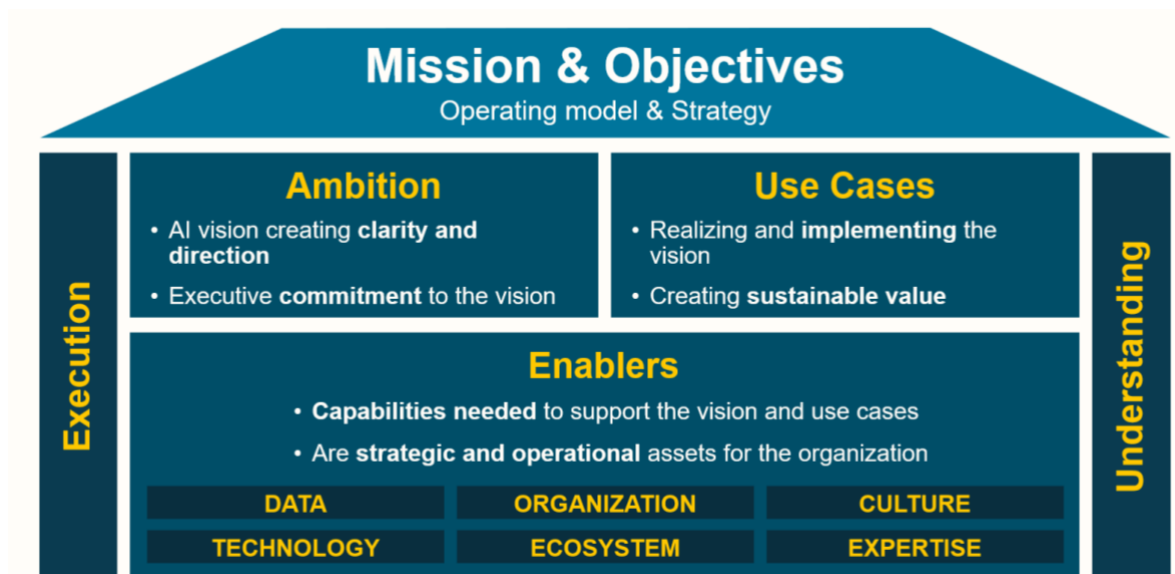 Mission & Objectives
Operating model & Strategy
Execution
Ambition
• AI vision creating clarity and
direction
• Executive commitment to the vision
Use Cases
• Realizing and implementing the
vision
• Creating sustainable value
Understanding
Enablers
• Capabilities needed to support the vision and use cases
• Are strategic and operational assets for the organization
DATA
ORGANIZATION
CULTURE
TECHNOLOGY
ECOSYSTEM
EXPERTISE